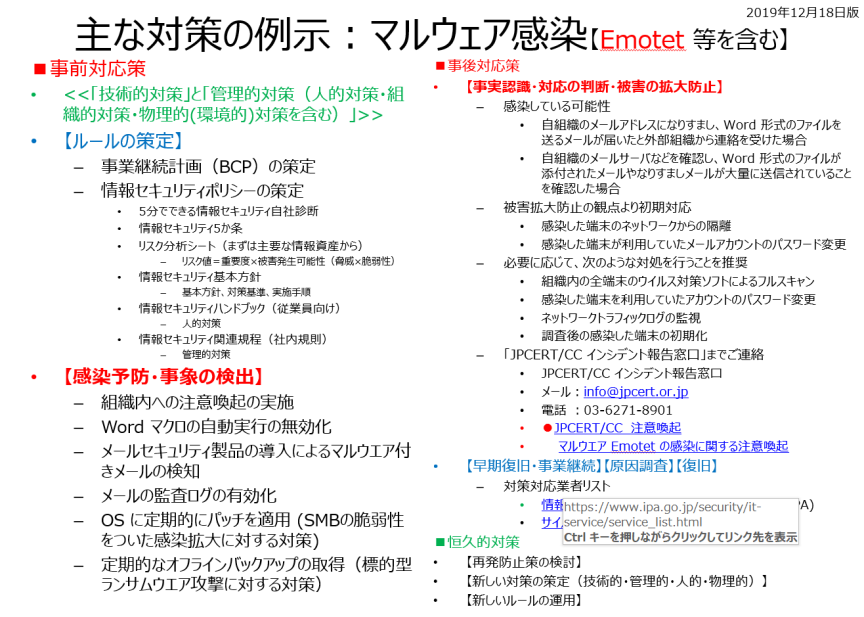 2019年12月18日版
主な対策の例示：マルウェア感染【Emotet 等を含む】
■事前対応策
• <<「技術的対策」と「管理的対策（人的対策・組
織的対策・物理的(環境的)対策を含む）」>>
• 【ルールの策定】
– 事業継続計画（BCP）の策定
– 情報セキュリティポリシーの策定
• 5分でできる情報セキュリティ自社診断
• 情報セキュリティ5か条
• リスク分析シート（まずは主要な情報資産から）
– リスク値＝重要度×被害発生可能性（脅威×脆弱性）
• 情報セキュリティ基本方針
– 基本方針、対策基準、実施手順
• 情報セキュリティハンドブック（従業員向け）
– 人的対策
• 情報セキュリティ関連規程（社内規則）
– 管理的対策
• 【感染予防・事象の検出】
– 組織内への注意喚起の実施
– Word マクロの自動実行の無効化
– メールセキュリティ製品の導入によるマルウエア付
きメールの検知
– メールの監査ログの有効化
– OS に定期的にパッチを適用 (SMBの脆弱性
をついた感染拡大に対する対策)
– 定期的なオフラインバックアップの取得（標的型
ランサムウエア攻撃に対する対策）
■事後対応策
• 【事実認識・対応の判断・被害の拡大防止】
– 感染している可能性
• 自組織のメールアドレスになりすまし、Word 形式のファイルを
送るメールが届いたと外部組織から連絡を受けた場合
• 自組織のメールサーバなどを確認し、Word 形式のファイルが
添付されたメールやなりすましメールが大量に送信されていること
を確認した場合
– 被害拡大防止の観点より初期対応
• 感染した端末のネットワークからの隔離
• 感染した端末が利用していたメールアカウントのパスワード変更
– 必要に応じて、次のような対処を行うことを推奨
• 組織内の全端末のウイルス対策ソフトによるフルスキャン
• 感染した端末を利用していたアカウントのパスワード変更
• ネットワークトラフィックログの監視
• 調査後の感染した端末の初期化
– 「JPCERT/CC インシデント報告窓口」までご連絡
• JPCERT/CC インシデント報告窓口
• メール：info@jpcert.or.jp
• 電話 ：03-6271-8901
• ●JPCERT/CC 注意喚起
• マルウエア Emotet の感染に関する注意喚起
• 【早期復旧・事業継続】【原因調査】【復旧】
– 対策対応業者リスト
• 情報 PA)
• サイ
https://www.ipa.go.jp/security/it-
service/service_list.html
Ctrl キーを押しながらクリックしてリンク先を表示
■恒久的対策
• 【再発防止策の検討】
• 【新しい対策の策定（技術的・管理的・人的・物理的）】
• 【新しいルールの運用】